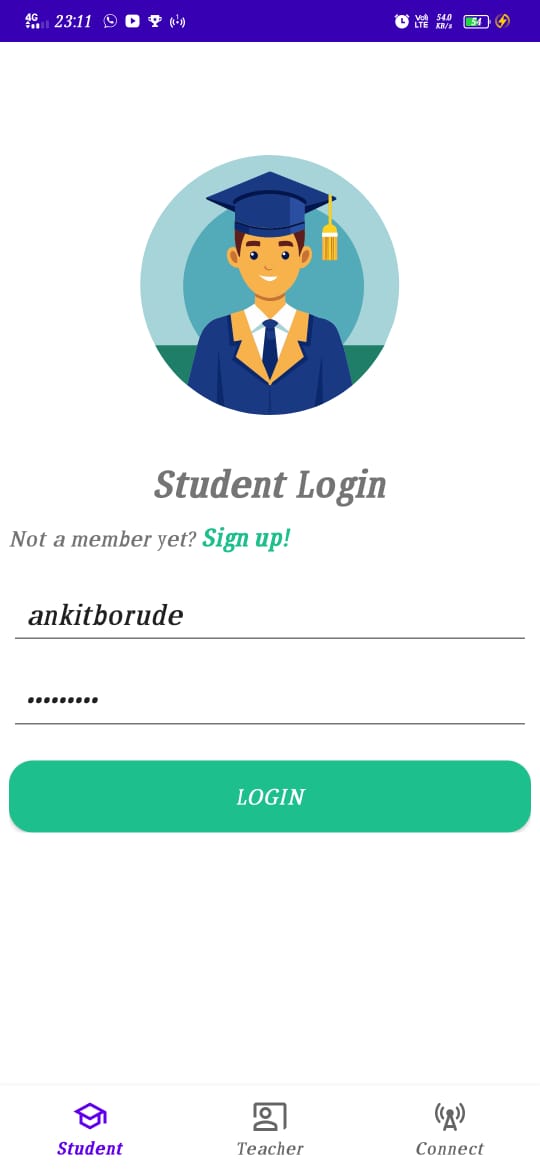 4G 23:11 Vo) LTE 54.0 KB/s 54
Student Login
Not a member yet? Sign up!
ankitborude
•••••••••
LOGIN
Student Teacher Connect